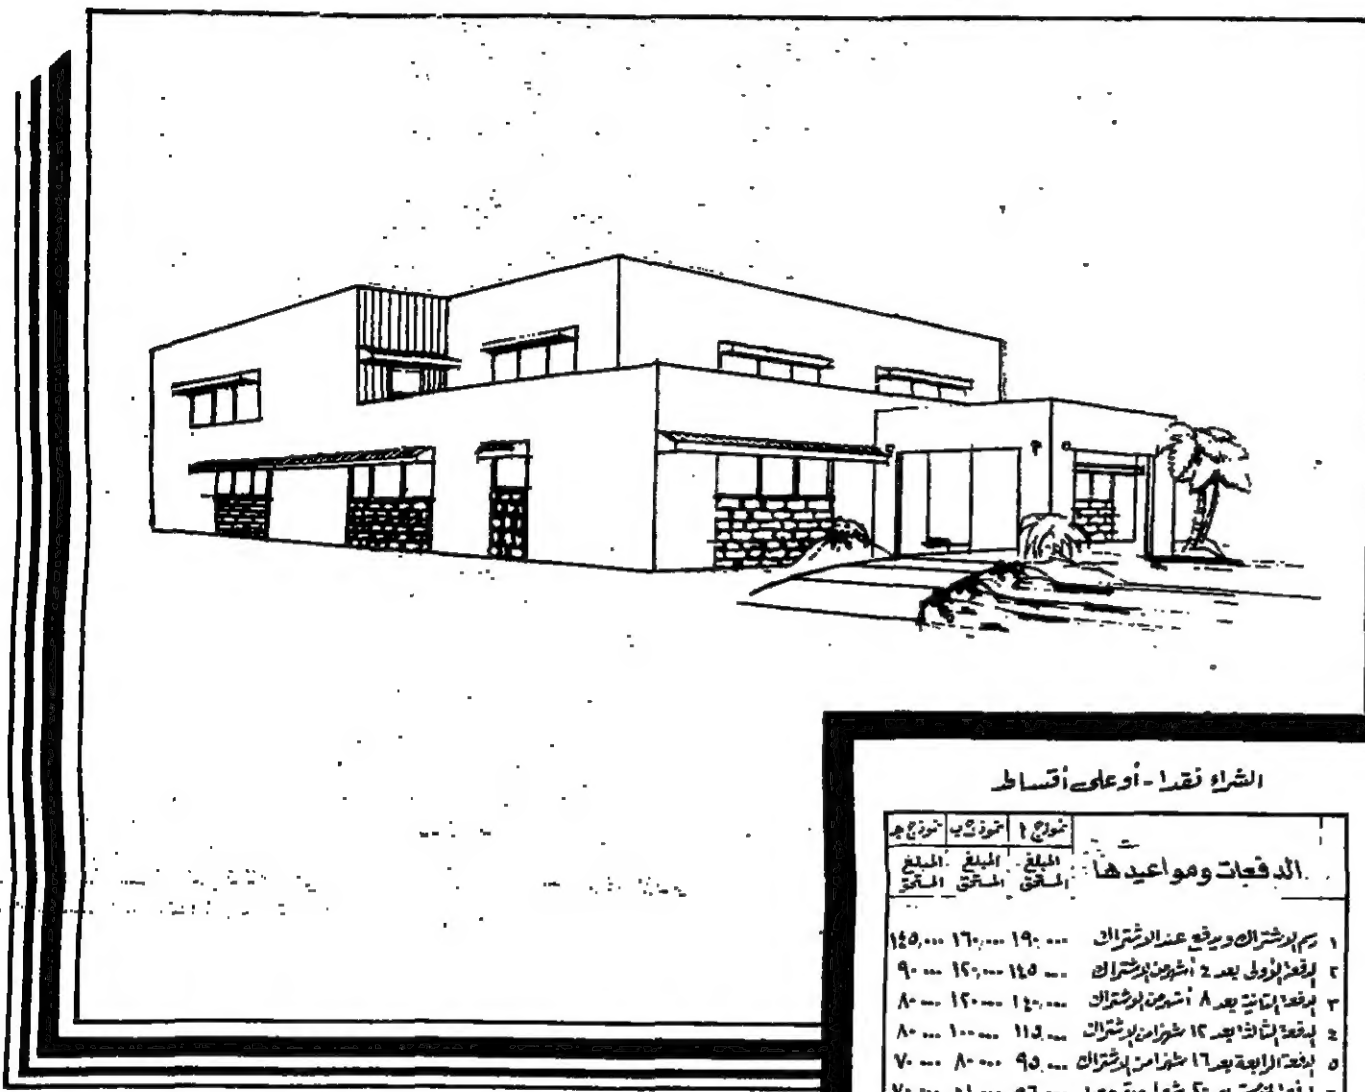 الشراء نقدا - أو على أقساط
نموذج أ نموذج ب نموذج ج
الدفعات ومواعيدها المبلغ المستحق المبلغ المستحق المبلغ المستحق
١ رسم الاشتراك ويدفع عند الاشتراك ١٩٠,٠٠٠ ١٦٠,٠٠٠ ١٤٥,٠٠٠
٢ الدفعة الأولى بعد ٤ أشهر من الاشتراك ١٤٥,٠٠٠ ١٢٠,٠٠٠ ٩٠,٠٠٠
٣ الدفعة الثانية بعد ٨ أشهر من الاشتراك ١٤٠,٠٠٠ ١٢٠,٠٠٠ ٨٠,٠٠٠
٤ الدفعة الثالثة بعد ١٢ شهرا من الاشتراك ١١٥,٠٠٠ ١٠٠,٠٠٠ ٨٠,٠٠٠
٥ الدفعة الرابعة بعد ١٦ شهرا من الاشتراك ٩٥,٠٠٠ ٨٠,٠٠٠ ٧٠,٠٠٠